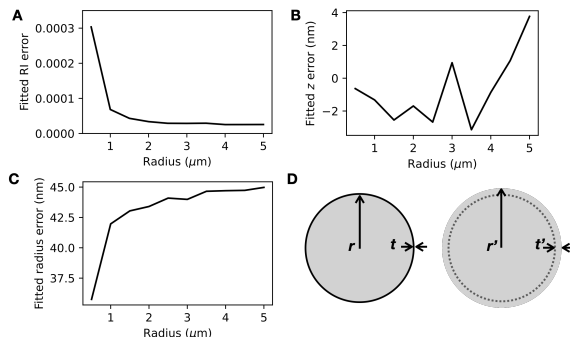 A
Fitted RI error
0.0003
0.0002
0.0001
0.0000
1 2 3 4 5
Radius (μm)
B
Fitted z error (nm)
4
2
0
−2
1 2 3 4 5
Radius (μm)
C
Fitted radius error (nm)
45.0
42.5
40.0
37.5
1 2 3 4 5
Radius (μm)
D
r t r’ t’